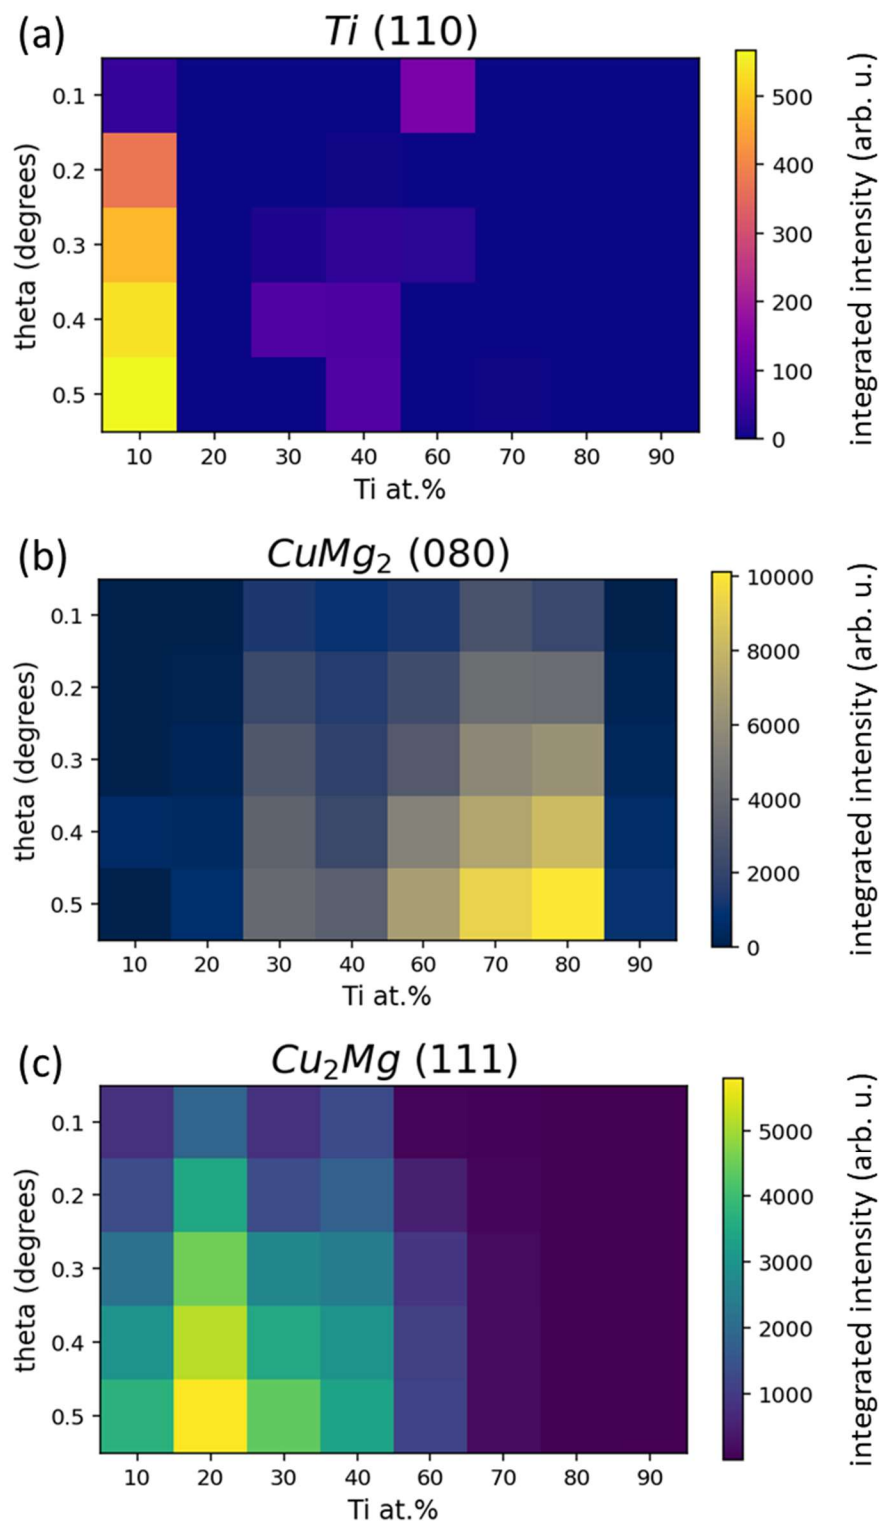 (a)
Ti (110)
theta (degrees)
0.1
0.2
0.3
0.4
0.5
10 20 30 40 60 70 80 90
Ti at.%
500
400
300
200
100
0
integrated intensity (arb. u.)
(b)
CuMg₂ (080)
theta (degrees)
0.1
0.2
0.3
0.4
0.5
10 20 30 40 60 70 80 90
Ti at.%
10000
8000
6000
4000
2000
0
integrated intensity (arb. u.)
(c)
Cu₂Mg (111)
theta (degrees)
0.1
0.2
0.3
0.4
0.5
10 20 30 40 60 70 80 90
Ti at.%
5000
4000
3000
2000
1000
integrated intensity (arb. u.)